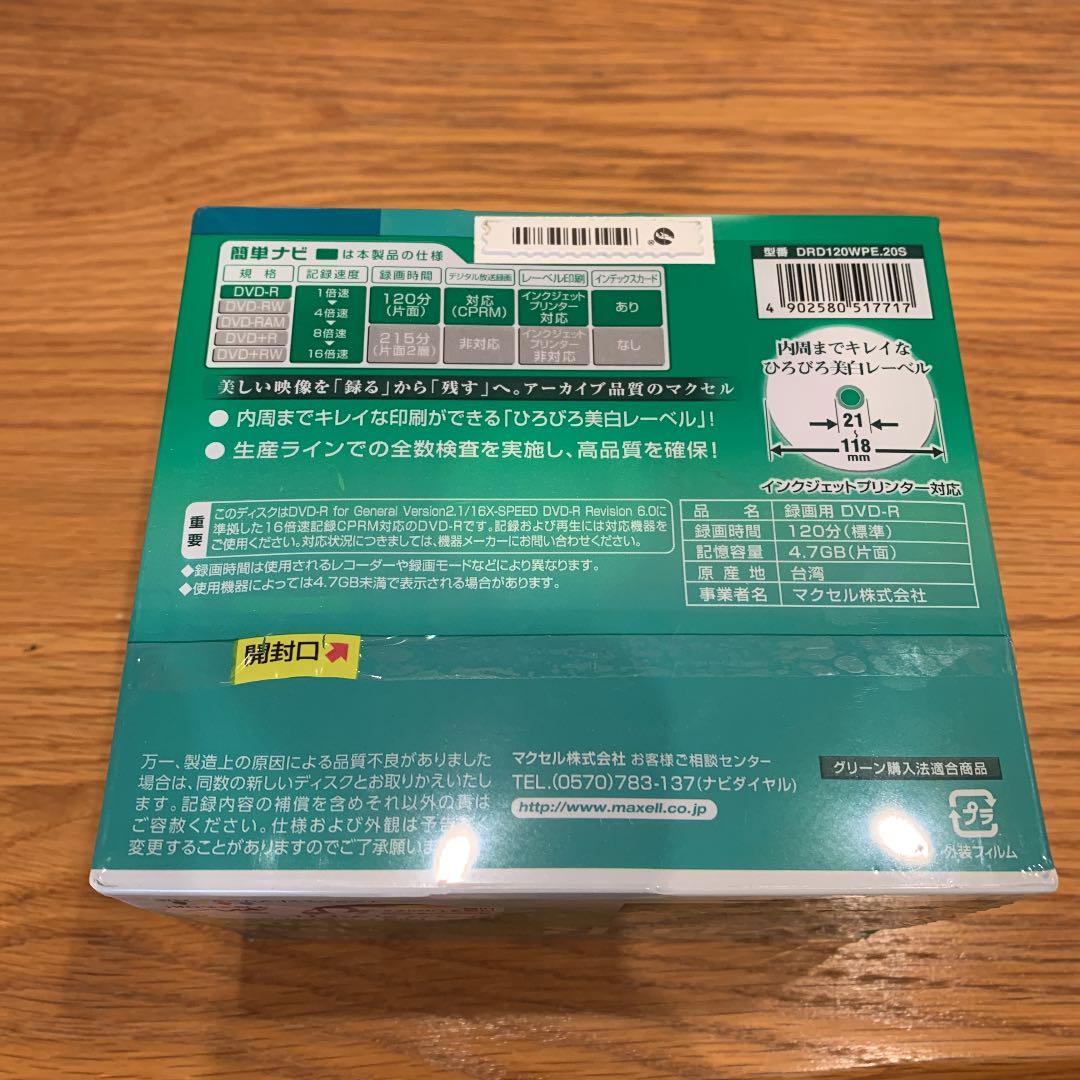 簡単ナビ ■は本製品の仕様
規格 記録速度 録画時間 デジタル放送録画 レーベル印刷 インデックスカード
DVD-R
DVD-RW
DVD-RAM
DVD+R
DVD+RW
1倍速
4倍速
8倍速
16倍速
120分
(片面)
215分
(片面2層)
対応
(CPRM)
非対応
インクジェット
プリンター
対応
インクジェット
プリンター
非対応
あり
なし
型番 DRD120WPE.20S
4 902580 517717
内周までキレイな
ひろびろ美白レーベル
21
~
118
mm
インクジェットプリンター対応
美しい映像を「録る」から「残す」へ。アーカイブ品質のマクセル
● 内周までキレイな印刷ができる「ひろびろ美白レーベル」!
● 生産ラインでの全数検査を実施し、高品質を確保!
重要
このディスクはDVD-R for General Version2.1/16X-SPEED DVD-R Revision 6.0に
準拠した16倍速記録CPRM対応のDVD-Rです。記録および再生には対応機器を
ご使用ください。対応状況につきましては、機器メーカーにお問い合わせください。
◆録画時間は使用されるレコーダーや録画モードなどにより異なります。
◆使用機器によっては4.7GB未満で表示される場合があります。
品名 録画用 DVD-R
録画時間 120分(標準)
記憶容量 4.7GB(片面)
原産地 台湾
事業者名 マクセル株式会社
開封口
万一、製造上の原因による品質不良がありました
場合は、同数の新しいディスクとお取りかえいたし
ます。記録内容の補償を含めそれ以外の責は
ご容赦ください。仕様および外観は予告
変更することがありますのでご了承願いま
マクセル株式会社 お客様ご相談センター
TEL.(0570)783-137(ナビダイヤル)
http://www.maxell.co.jp
グリーン購入法適合商品
プラ
外装フィルム